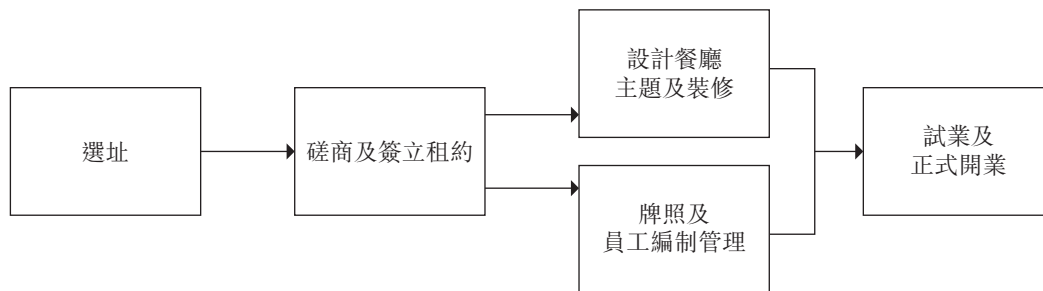 選址
磋商及簽立租約
設計餐廳
主題及裝修
牌照及
員工編制管理
試業及
正式開業